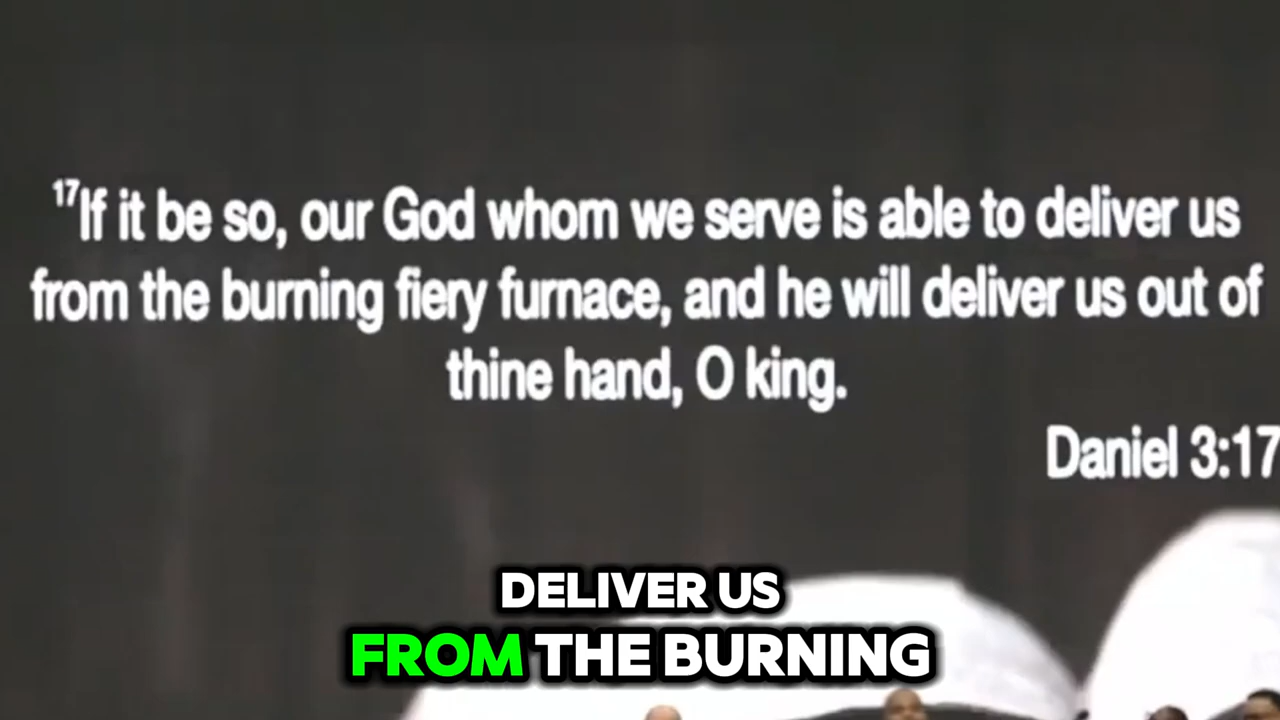 17If it be so, our God whom we serve is able to deliver us
from the burning fiery furnace, and he will deliver us out of
thine hand, O king.
Daniel 3:17
DELIVER US
FROM THE BURNING